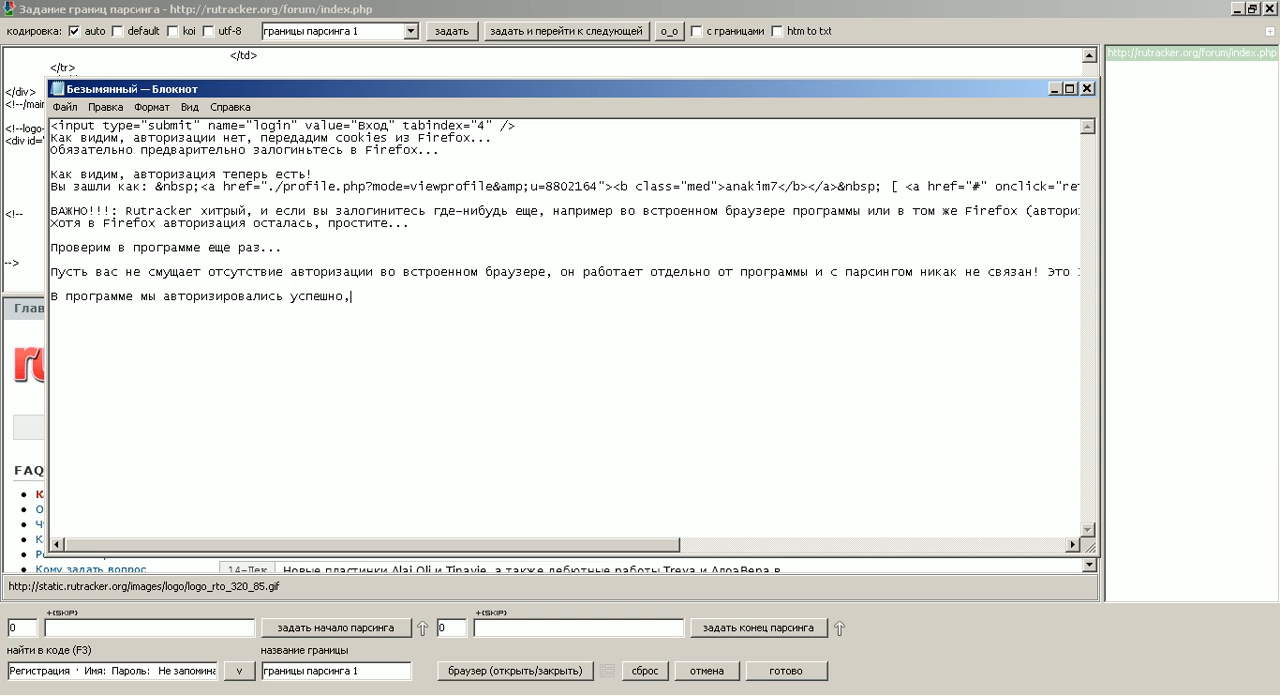 Задание границ парсинга - http://rutracker.org/forum/index.php
кодировка: auto default koi utf-8 границы парсинга 1 задать задать и перейти к следующей o_o с границами htm to txt
</td>
</tr>
http://rutracker.org/forum/index.php
</div>
<!--/main
<!--logo-
<div id="
<!--
-->
Безымянный — Блокнот
Файл Правка Формат Вид Справка
<input type="submit" name="login" value="Вход" tabindex="4" />
Как видим, авторизации нет, передадим cookies из Firefox...
Обязательно предварительно залогиньтесь в Firefox...
Как видим, авторизация теперь есть!
Вы зашли как: &nbsp;<a href="./profile.php?mode=viewprofile&amp;u=8802164"><b class="med">anakim7</b></a>&nbsp; [ <a href="#" onclick="ret
ВАЖНО!!!: Rutracker хитрый, и если вы залогинитесь где-нибудь еще, например во встроенном браузере программы или в том же Firefox (автори
Хотя в Firefox авторизация осталась, простите...
Проверим в программе еще раз...
Пусть вас не смущает отсутствие авторизации во встроенном браузере, он работает отдельно от программы и с парсингом никак не связан! Это
В программе мы авторизировались успешно,
Глав
ru
FAQ
К
О
Ч
К
Р
Кому задать вопрос
14-Дек Новые пластинки Alai Oli и Tinavie, а также дебютные работы Treya и АлоэВера в
http://static.rutracker.org/images/logo/logo_rto_320_85.gif
+(SKIP) +(SKIP)
0 задать начало парсинга 0 задать конец парсинга
найти в коде (F3) название границы
Регистрация · Имя: Пароль: Не запомина v границы парсинга 1 браузер (открыть/закрыть) сброс отмена готово